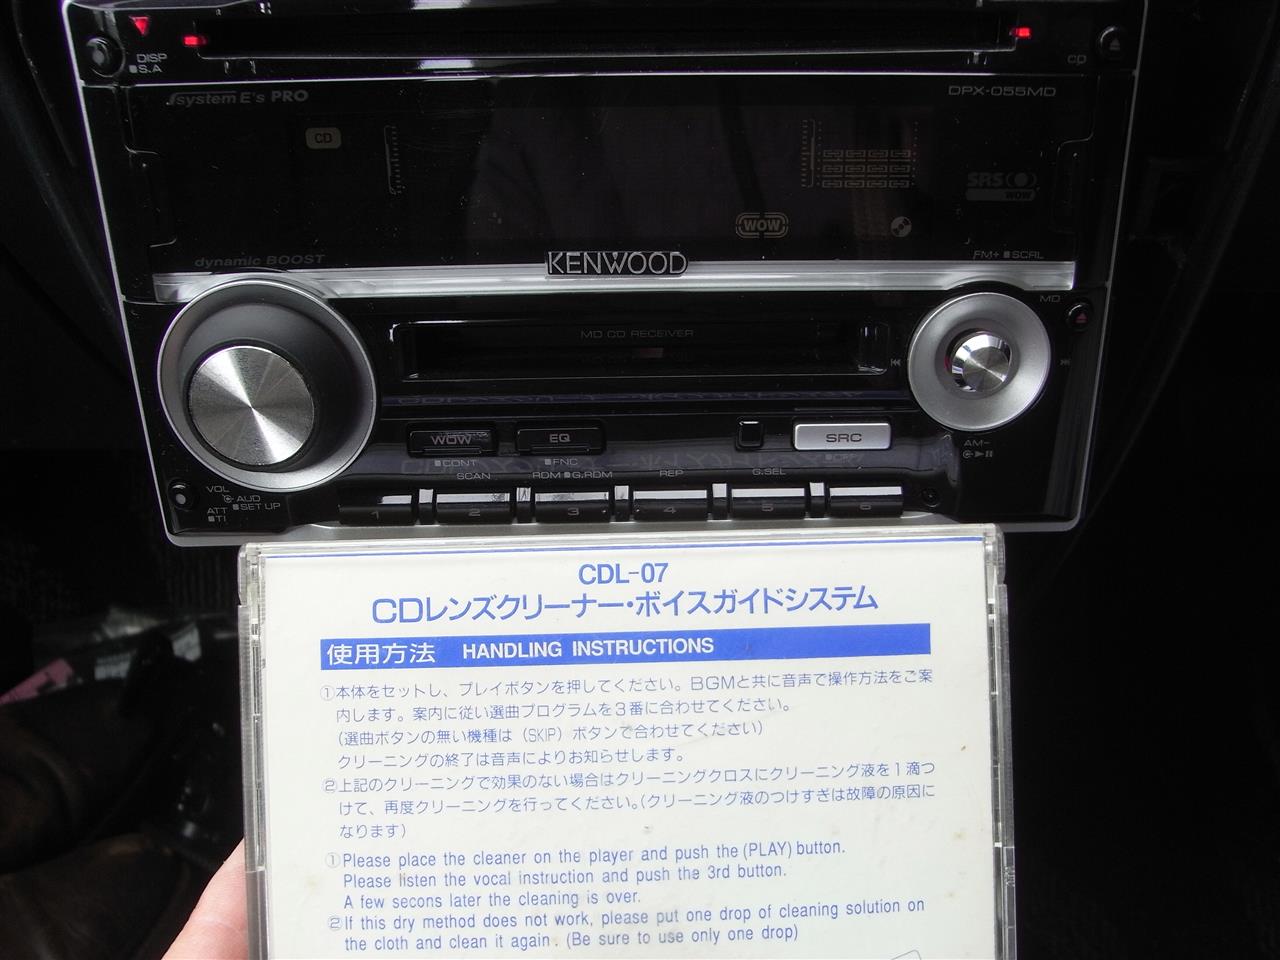 DISP
■S.A
CD
system E's PRO
DPX-055MD
CD
SRS
WOW
WOW
dynamic BOOST
KENWOOD
FM+ ■SCRL
MD
MD CD RECEIVER
WOW
EQ
SRC
■CONT
■FNC
■OFF
AM-
SCAN
RDM ■G.RDM
REP
G.SEL
VOL
AUD
■SET UP
ATT
■TI
1 2 3 4 5 6
CDL-07
CDレンズクリーナー・ボイスガイドシステム
使用方法 HANDLING INSTRUCTIONS
①本体をセットし、プレイボタンを押してください。BGMと共に音声で操作方法をご案
内します。案内に従い選曲プログラムを3番に合わせてください。
(選曲ボタンの無い機種は(SKIP)ボタンで合わせてください)
クリーニングの終了は音声によりお知らせします。
②上記のクリーニングで効果のない場合はクリーニングクロスにクリーニング液を1滴つ
けて、再度クリーニングを行ってください。(クリーニング液のつけすぎは故障の原因に
なります)
①Please place the cleaner on the player and push the (PLAY) button.
Please listen the vocal instruction and push the 3rd button.
A few secons later the cleaning is over.
②If this dry method does not work, please put one drop of cleaning solution on
the cloth and clean it again. (Be sure to use only one drop)